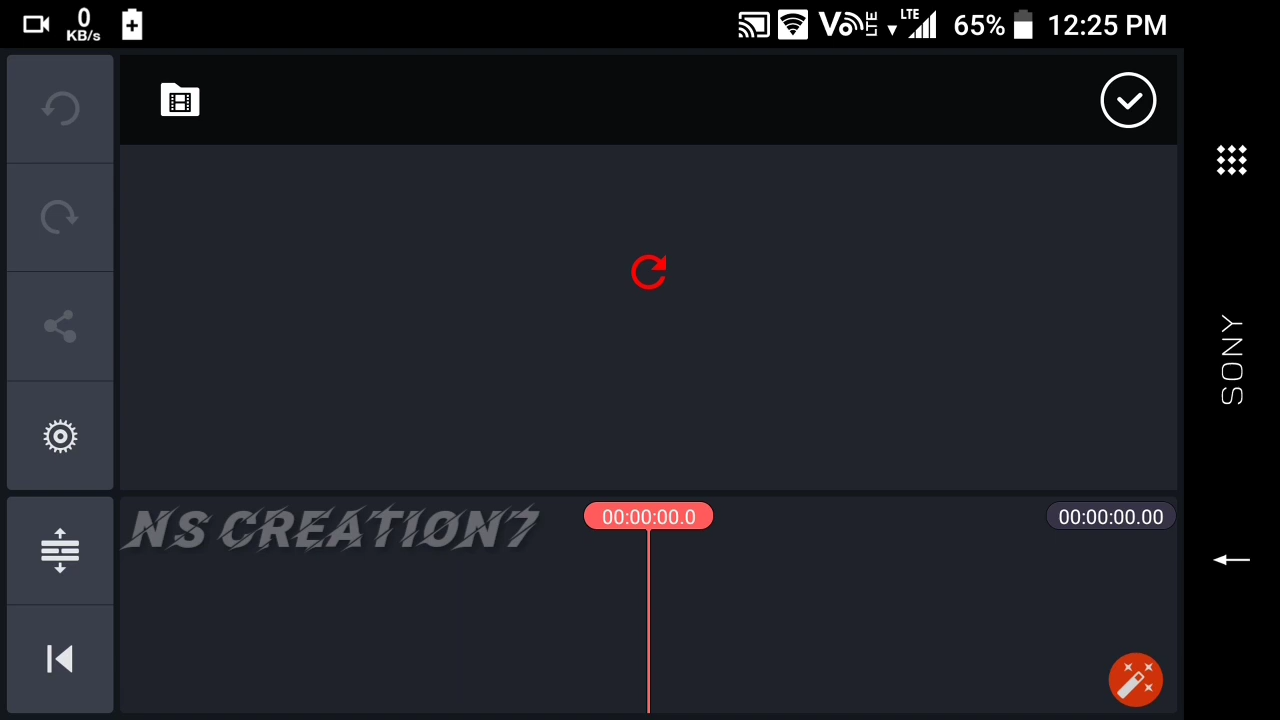 0
KB/s
Vo LTE
LTE
65%
12:25 PM
SONY
NS CREATION7
00:00:00.0
00:00:00.00